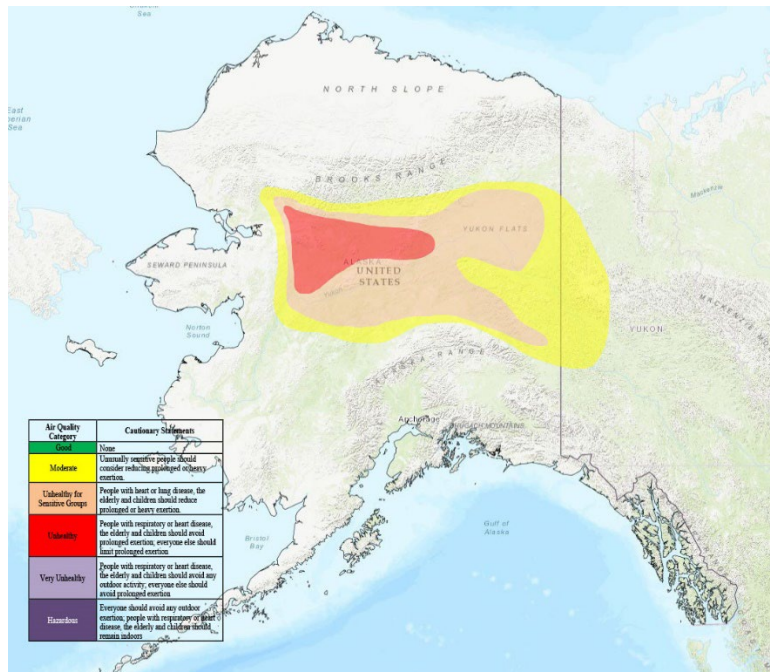 Sea
East
Sea
NORTH SLOPE
BROOKS RANGE
Mackenzie
YUKON FLATS
SEWARD PENINSULA
ALASKA
UNITED
STATES
Norton
Sound
YUKON
ALASKA RANGE
Anchorage
Gulf of
Alaska
Bristol
Bay
Air Quality
Category
Cautionary Statements
Good
None
Moderate
Unusually sensitive people should
consider reducing prolonged or heavy
exertion.
Unhealthy for
Sensitive Groups
People with heart or lung disease, the
elderly and children should reduce
prolonged or heavy exertion.
Unhealthy
People with respiratory or heart disease,
the elderly and children should avoid
prolonged exertion; everyone else should
limit prolonged exertion
Very Unhealthy
People with respiratory or heart disease,
the elderly and children should avoid any
outdoor activity; everyone else should
avoid prolonged exertion
Hazardous
Everyone should avoid any outdoor
exertion; people with respiratory or heart
disease, the elderly and children should
remain indoors